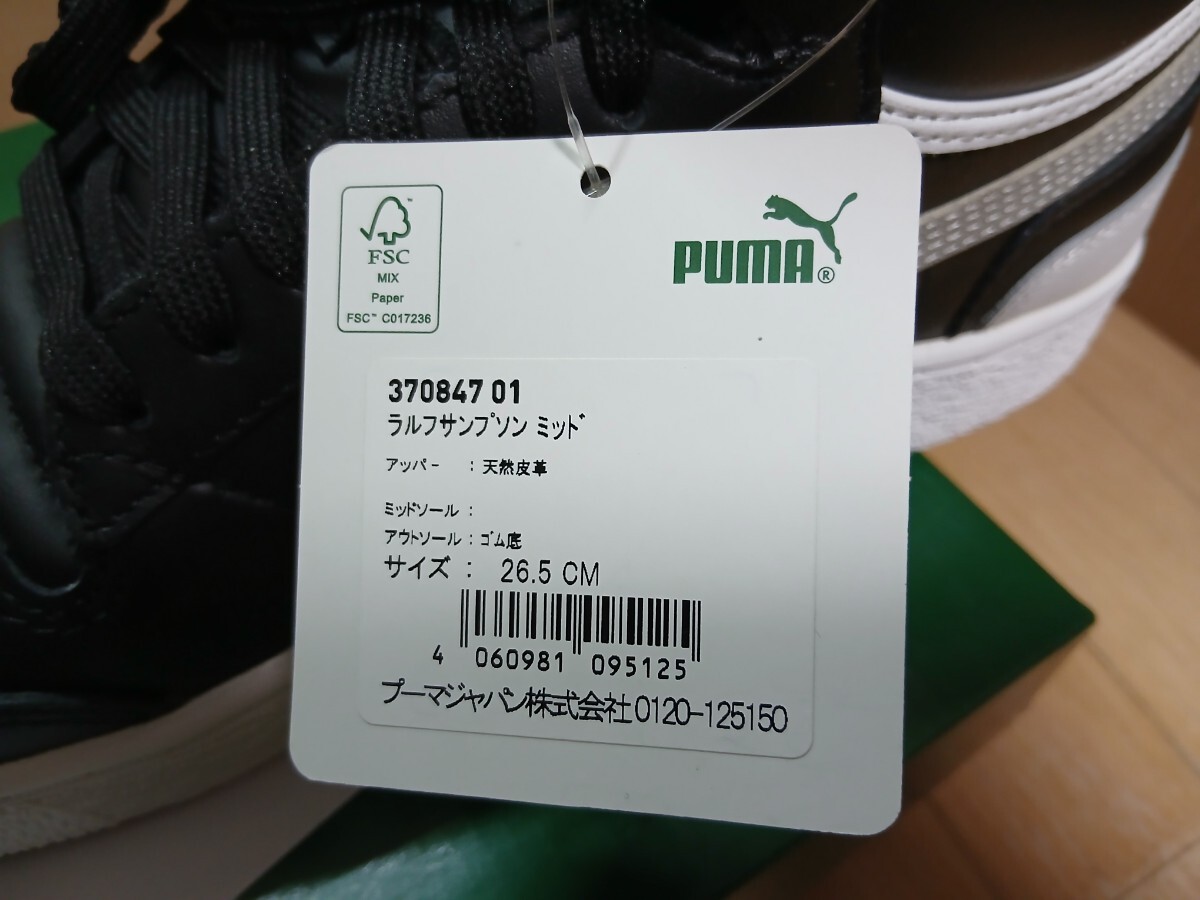 FSC™
MIX
Paper
FSC™ C017236
PUMA®
370847 01
ラルフサンプソン ミッド
アッパー : 天然皮革
ミッドソール :
アウトソール : ゴム底
サイズ : 26.5 CM
4 060981 095125
プーマジャパン株式会社0120-125150